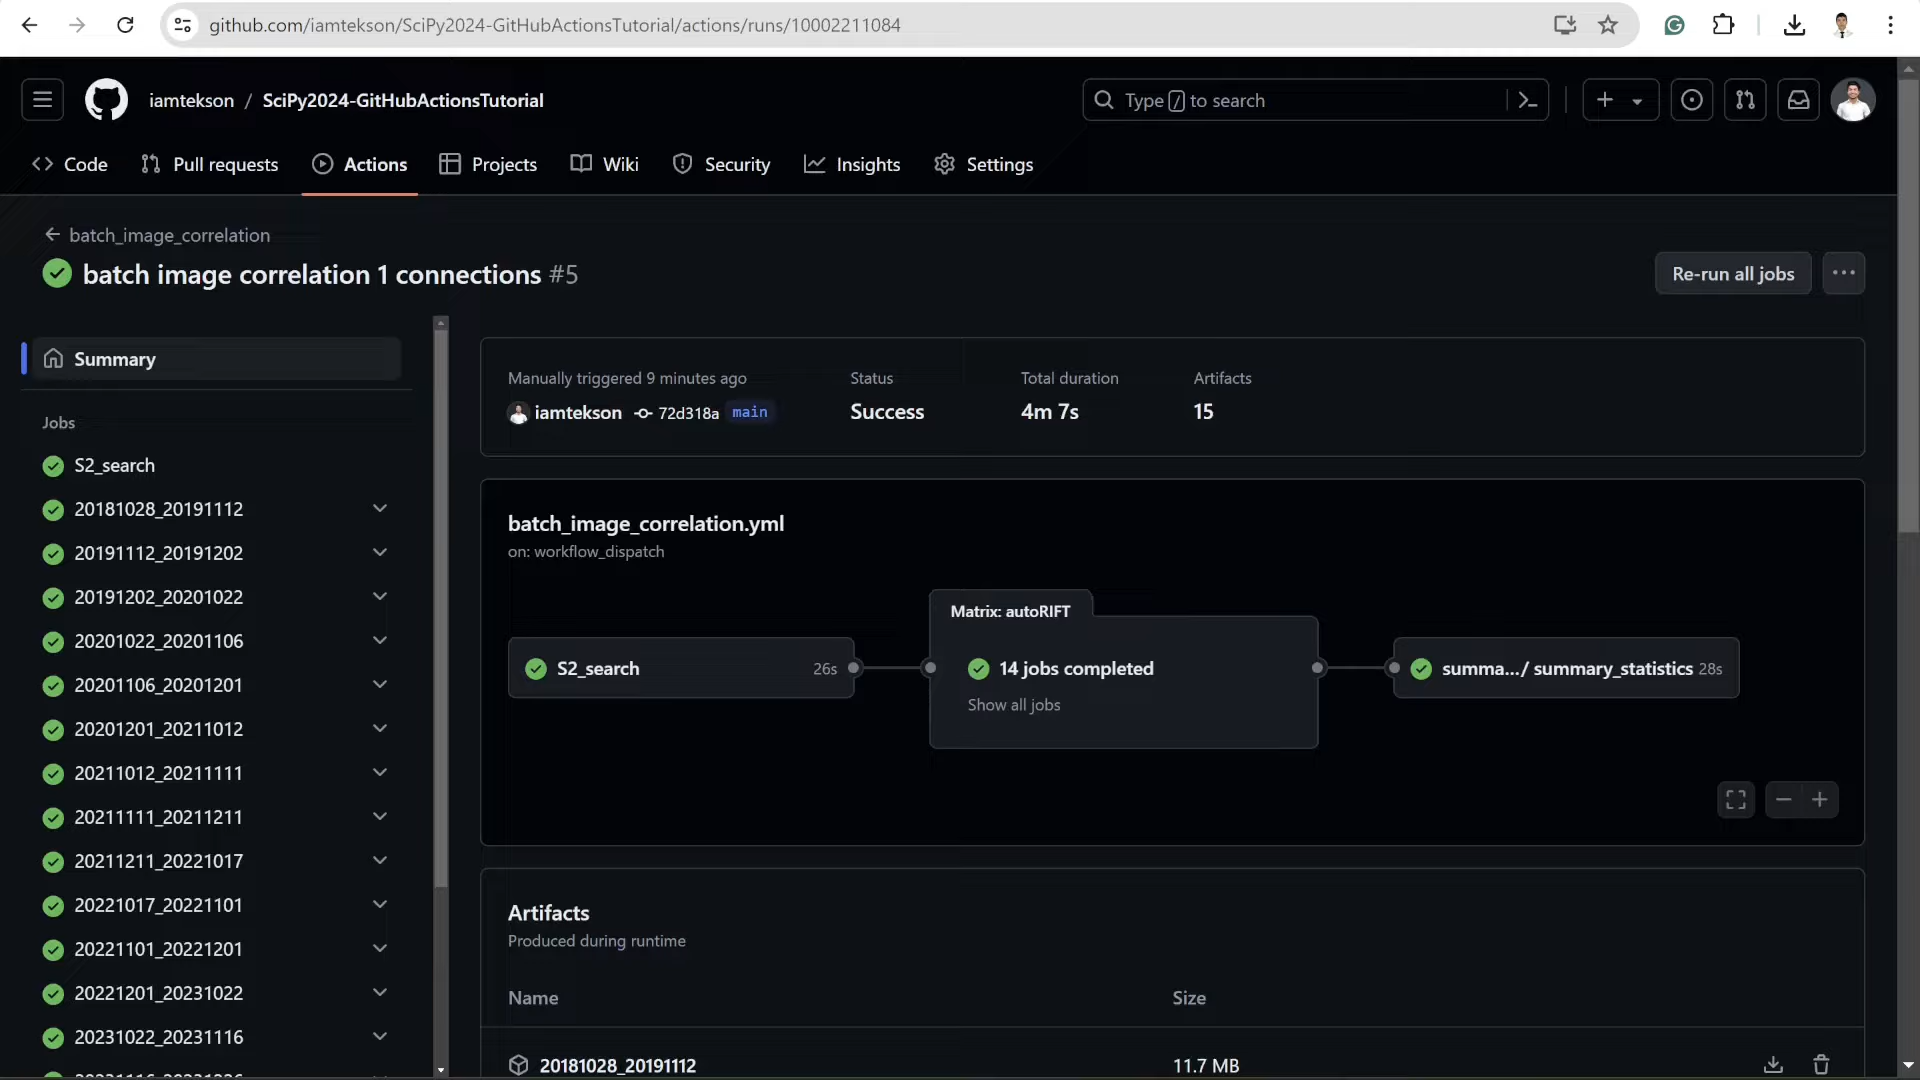 github.com/iamtekson/SciPy2024-GitHubActionsTutorial/actions/runs/10002211084
iamtekson / SciPy2024-GitHubActionsTutorial
Type / to search
Code Pull requests Actions Projects Wiki Security Insights Settings
batch_image_correlation
batch image correlation 1 connections #5
Re-run all jobs
Summary
Jobs
S2_search
20181028_20191112
20191112_20191202
20191202_20201022
20201022_20201106
20201106_20201201
20201201_20211012
20211012_20211111
20211111_20211211
20211211_20221017
20221017_20221101
20221101_20221201
20221201_20231022
20231022_20231116
Manually triggered 9 minutes ago
iamtekson 72d318a main
Status
Success
Total duration
4m 7s
Artifacts
15
batch_image_correlation.yml
on: workflow_dispatch
Matrix: autoRIFT
S2_search 26s
14 jobs completed
Show all jobs
summa.../ summary_statistics 28s
Artifacts
Produced during runtime
Name Size
20181028_20191112 11.7 MB